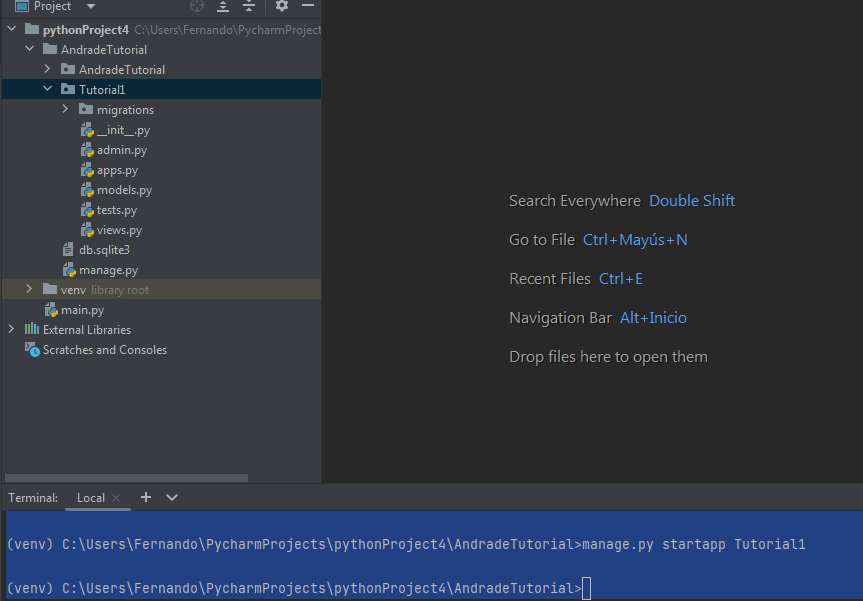 Project
pythonProject4 C:\Users\Fernando\PycharmProject
AndradeTutorial
AndradeTutorial
Tutorial1
migrations
__init__.py
admin.py
apps.py
models.py
tests.py
views.py
db.sqlite3
manage.py
venv library root
main.py
External Libraries
Scratches and Consoles
Search Everywhere Double Shift
Go to File Ctrl+Mayús+N
Recent Files Ctrl+E
Navigation Bar Alt+Inicio
Drop files here to open them
Terminal: Local
(venv) C:\Users\Fernando\PycharmProjects\pythonProject4\AndradeTutorial>manage.py startapp Tutorial1
(venv) C:\Users\Fernando\PycharmProjects\pythonProject4\AndradeTutorial>